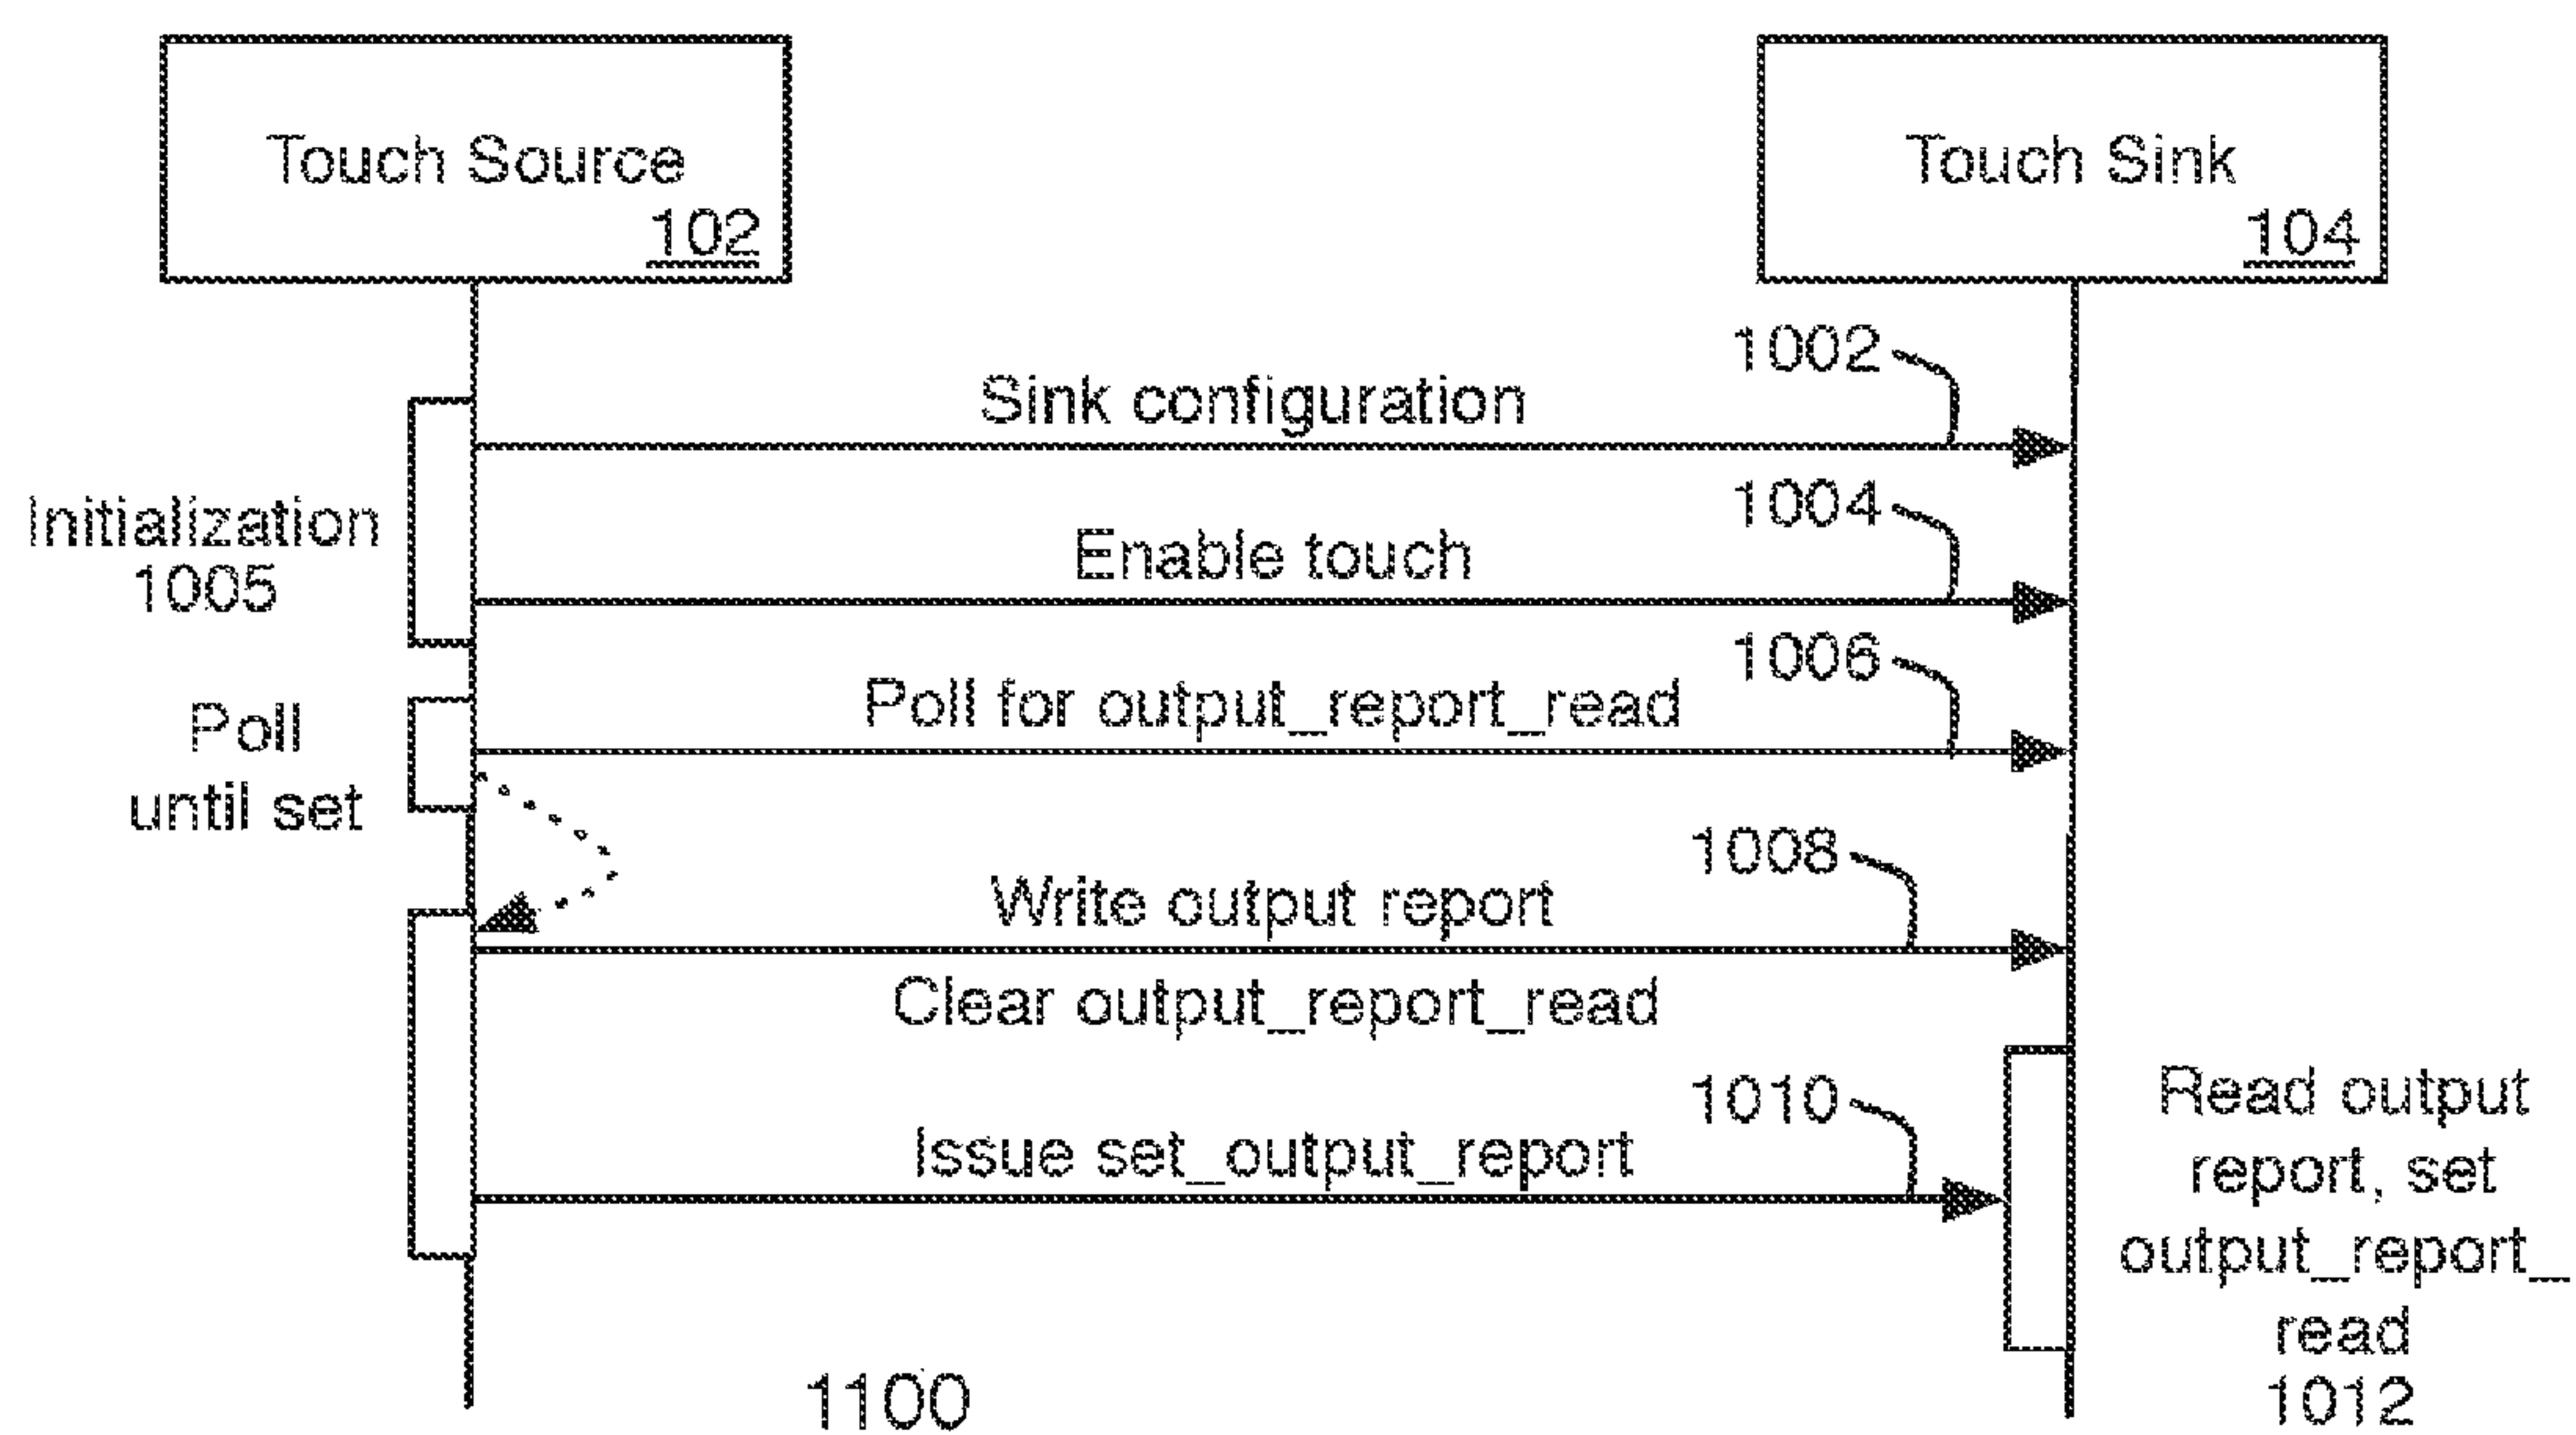 Touch Source
102
Touch Sink
104
1002
Sink configuration
1004
Enable touch
Initialization
1005
1006
Poll for output_report_read
Poll
until set
1008
Write output report
Clear output_report_read
1010
Issue set_output_report
Read output
report, set
output_report_
read
1012
1100